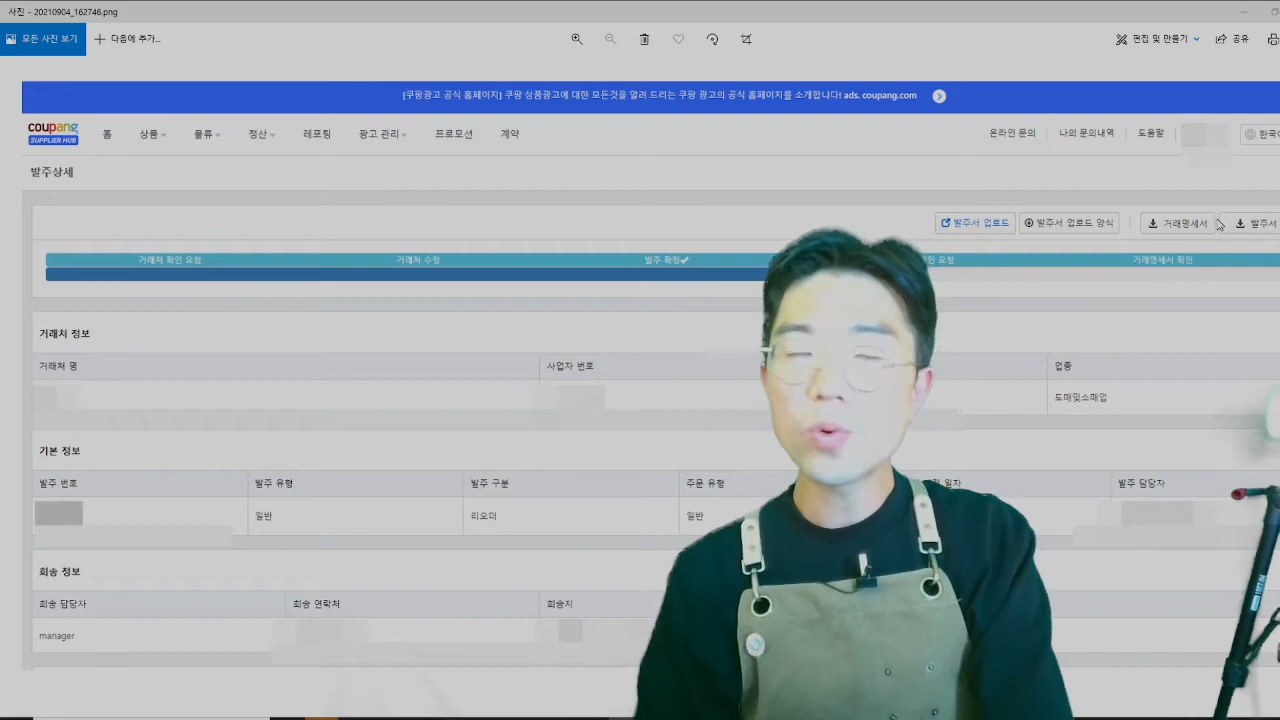 사진 - 20210904_162746.png
모든 사진 보기
다음에 추가...
편집 및 만들기
공유
[쿠팡광고 공식 홈페이지] 쿠팡 상품광고에 대한 모든것을 알려 드리는 쿠팡 광고의 공식 홈페이지를 소개합니다! ads. coupang.com
coupang
SUPPLIER HUB
홈 상품 물류 정산 레포팅 광고 관리 프로모션 계약
온라인 문의 나의 문의내역 도움말
발주상세
발주서 업로드 발주서 업로드 양식 거래명세서 발주서
거래처 확인 요청 거래처 수정 발주 확정 요청 거래명세서 확인
거래처 정보
거래처 명 사업자 번호 업종
도매및소매업
기본 정보
발주 번호 발주 유형 발주 구분 주문 유형 일자 발주 담당자
일반 리오더 일반
회송 정보
회송 담당자 회송 연락처 회송지
manager